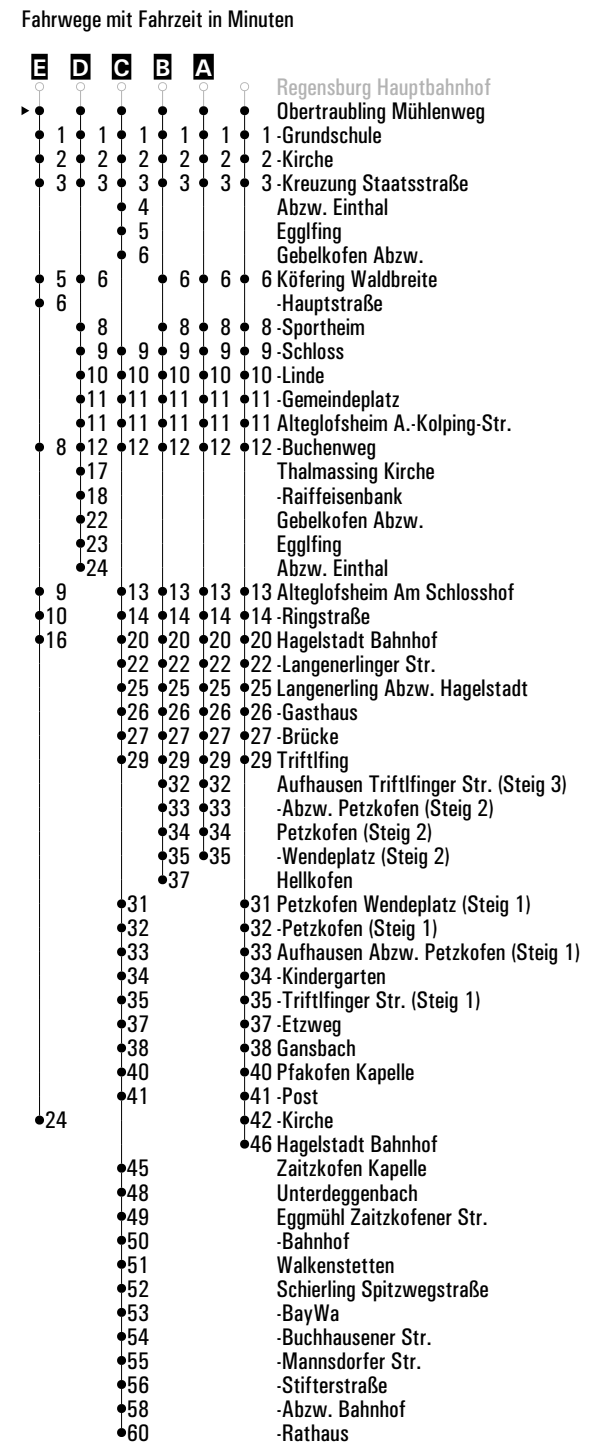 Fahrwege mit Fahrzeit in Minuten
E D C B A
Regensburg Hauptbahnhof
Obertraubling Mühlenweg
1 1 1 1 1 1 -Grundschule
2 2 2 2 2 2 -Kirche
3 3 3 3 3 3 -Kreuzung Staatsstraße
4 Abzw. Einthal
5 Egglfing
6 Gebelkofen Abzw.
5 6 6 6 6 Köfering Waldbreite
6 -Hauptstraße
8 8 8 8 -Sportheim
9 9 9 9 9 -Schloss
10 10 10 10 10 -Linde
11 11 11 11 11 -Gemeindeplatz
11 11 11 11 11 Alteglofsheim A.-Kolping-Str.
8 12 12 12 12 12 -Buchenweg
17 Thalmassing Kirche
18 -Raiffeisenbank
22 Gebelkofen Abzw.
23 Egglfing
24 Abzw. Einthal
9 13 13 13 13 Alteglofsheim Am Schlosshof
10 14 14 14 14 -Ringstraße
16 20 20 20 20 Hagelstadt Bahnhof
22 22 22 22 -Langenerlinger Str.
25 25 25 25 Langenerling Abzw. Hagelstadt
26 26 26 26 -Gasthaus
27 27 27 27 -Brücke
29 29 29 29 Triftlfing
32 32 Aufhausen Triftlfinger Str. (Steig 3)
33 33 -Abzw. Petzkofen (Steig 2)
34 34 Petzkofen (Steig 2)
35 35 -Wendeplatz (Steig 2)
37 Hellkofen
31 31 Petzkofen Wendeplatz (Steig 1)
32 32 -Petzkofen (Steig 1)
33 33 Aufhausen Abzw. Petzkofen (Steig 1)
34 34 -Kindergarten
35 35 -Triftlfinger Str. (Steig 1)
37 37 -Etzweg
38 38 Gansbach
40 40 Pfakofen Kapelle
41 41 -Post
24 42 -Kirche
46 Hagelstadt Bahnhof
45 Zaitzkofen Kapelle
48 Unterdeggenbach
49 Eggmühl Zaitzkofener Str.
50 -Bahnhof
51 Walkenstetten
52 Schierling Spitzwegstraße
53 -BayWa
54 -Buchhausener Str.
55 -Mannsdorfer Str.
56 -Stifterstraße
58 -Abzw. Bahnhof
60 -Rathaus